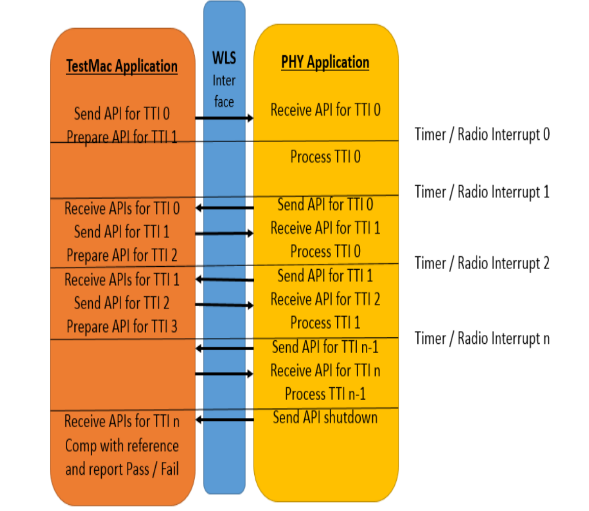 TestMac Application
Send API for TTI 0
Prepare API for TTI 1
Receive APIs for TTI 0
Send API for TTI 1
Prepare API for TTI 2
Receive APIs for TTI 1
Send API for TTI 2
Prepare API for TTI 3
Receive APIs for TTI n
Comp with reference
and report Pass / Fail
WLS
Inter
face
PHY Application
Receive API for TTI 0
Process TTI 0
Send API for TTI 0
Receive API for TTI 1
Process TTI 0
Send API for TTI 1
Receive API for TTI 2
Process TTI 1
Send API for TTI n-1
Receive API for TTI n
Process TTI n-1
Send API shutdown
Timer / Radio Interrupt 0
Timer / Radio Interrupt 1
Timer / Radio Interrupt 2
Timer / Radio Interrupt n